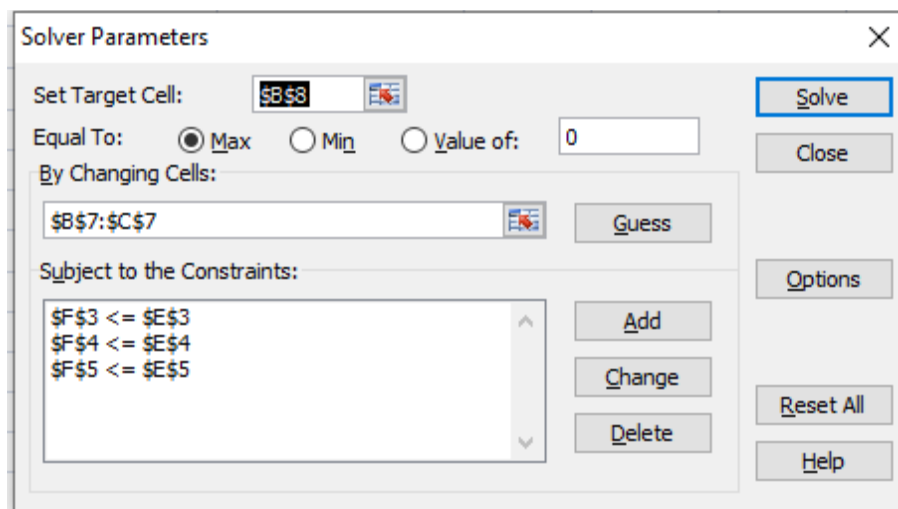 Solver Parameters
Set Target Cell: $B$8
Solve
Equal To: Max Min Value of: 0
Close
By Changing Cells:
$B$7:$C$7
Guess
Subject to the Constraints:
Options
$F$3 <= $E$3
$F$4 <= $E$4
$F$5 <= $E$5
Add
Change
Delete
Reset All
Help